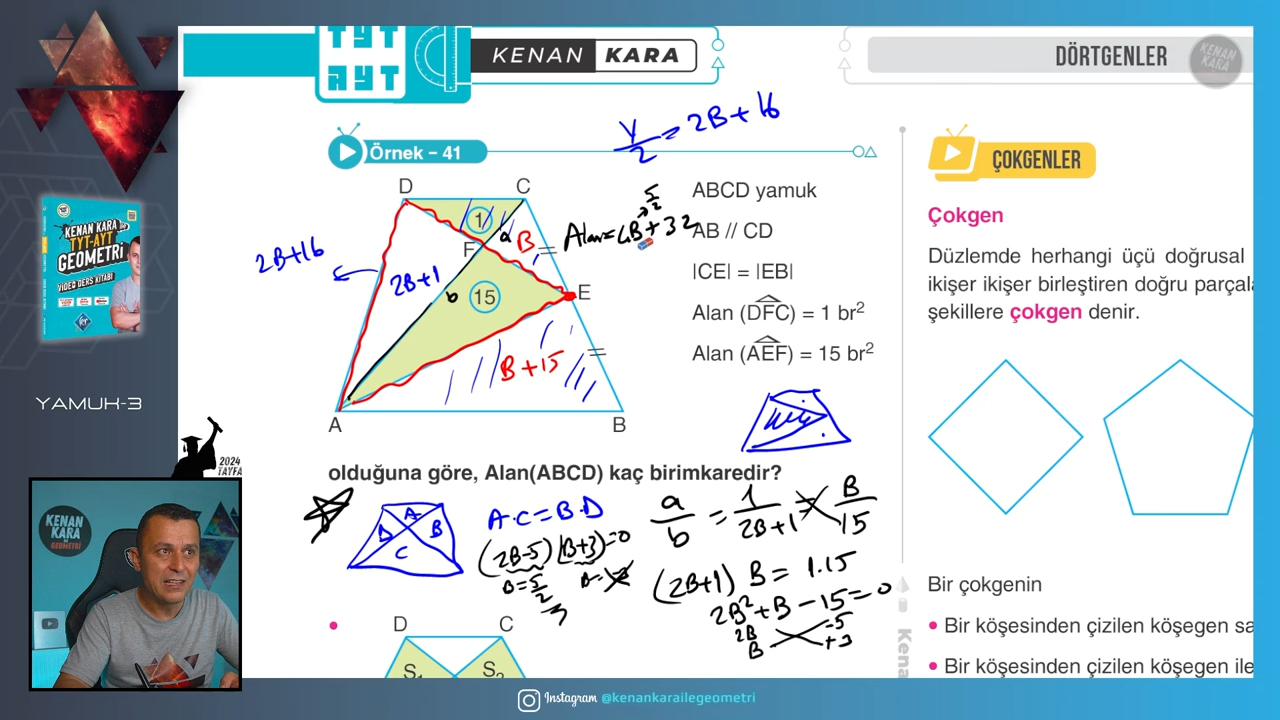 TYT
AYT
KENAN KARA
DÖRTGENLER
KENAN KARA
Örnek – 41
V/2 = 2B+16
D
C
1
F
a
B
2B+16
2B+1
b
15
E
B+15
A
B
Alan=4B+32
5/2
ABCD yamuk
AB // CD
|CE| = |EB|
Alan (DFC) = 1 br²
Alan (AEF) = 15 br²
olduğuna göre, Alan(ABCD) kaç birimkaredir?
A
D
B
C
A.C=B.D
(2B-5)(B+3)=0
B=5/2
a/b = 1/2B+1 = B/15
(2B+1) B = 1.15
2B²+B-15=0
2B -5
B +3
D
C
S₁
S₂
ÇOKGENLER
Çokgen
Düzlemde herhangi üçü doğrusal
ikişer ikişer birleştiren doğru parçala
şekillere çokgen denir.
Bir çokgenin
• Bir köşesinden çizilen köşegen sa
• Bir köşesinden çizilen köşegen ile
Kena
KENAN KARA
TYT-AYT
GEOMETRİ
VİDEO DERS KİTABI
YAMUK-3
2024
TAYFA
KENAN
KARA
GEOMETRİ
Instagram @kenankarailegeometri